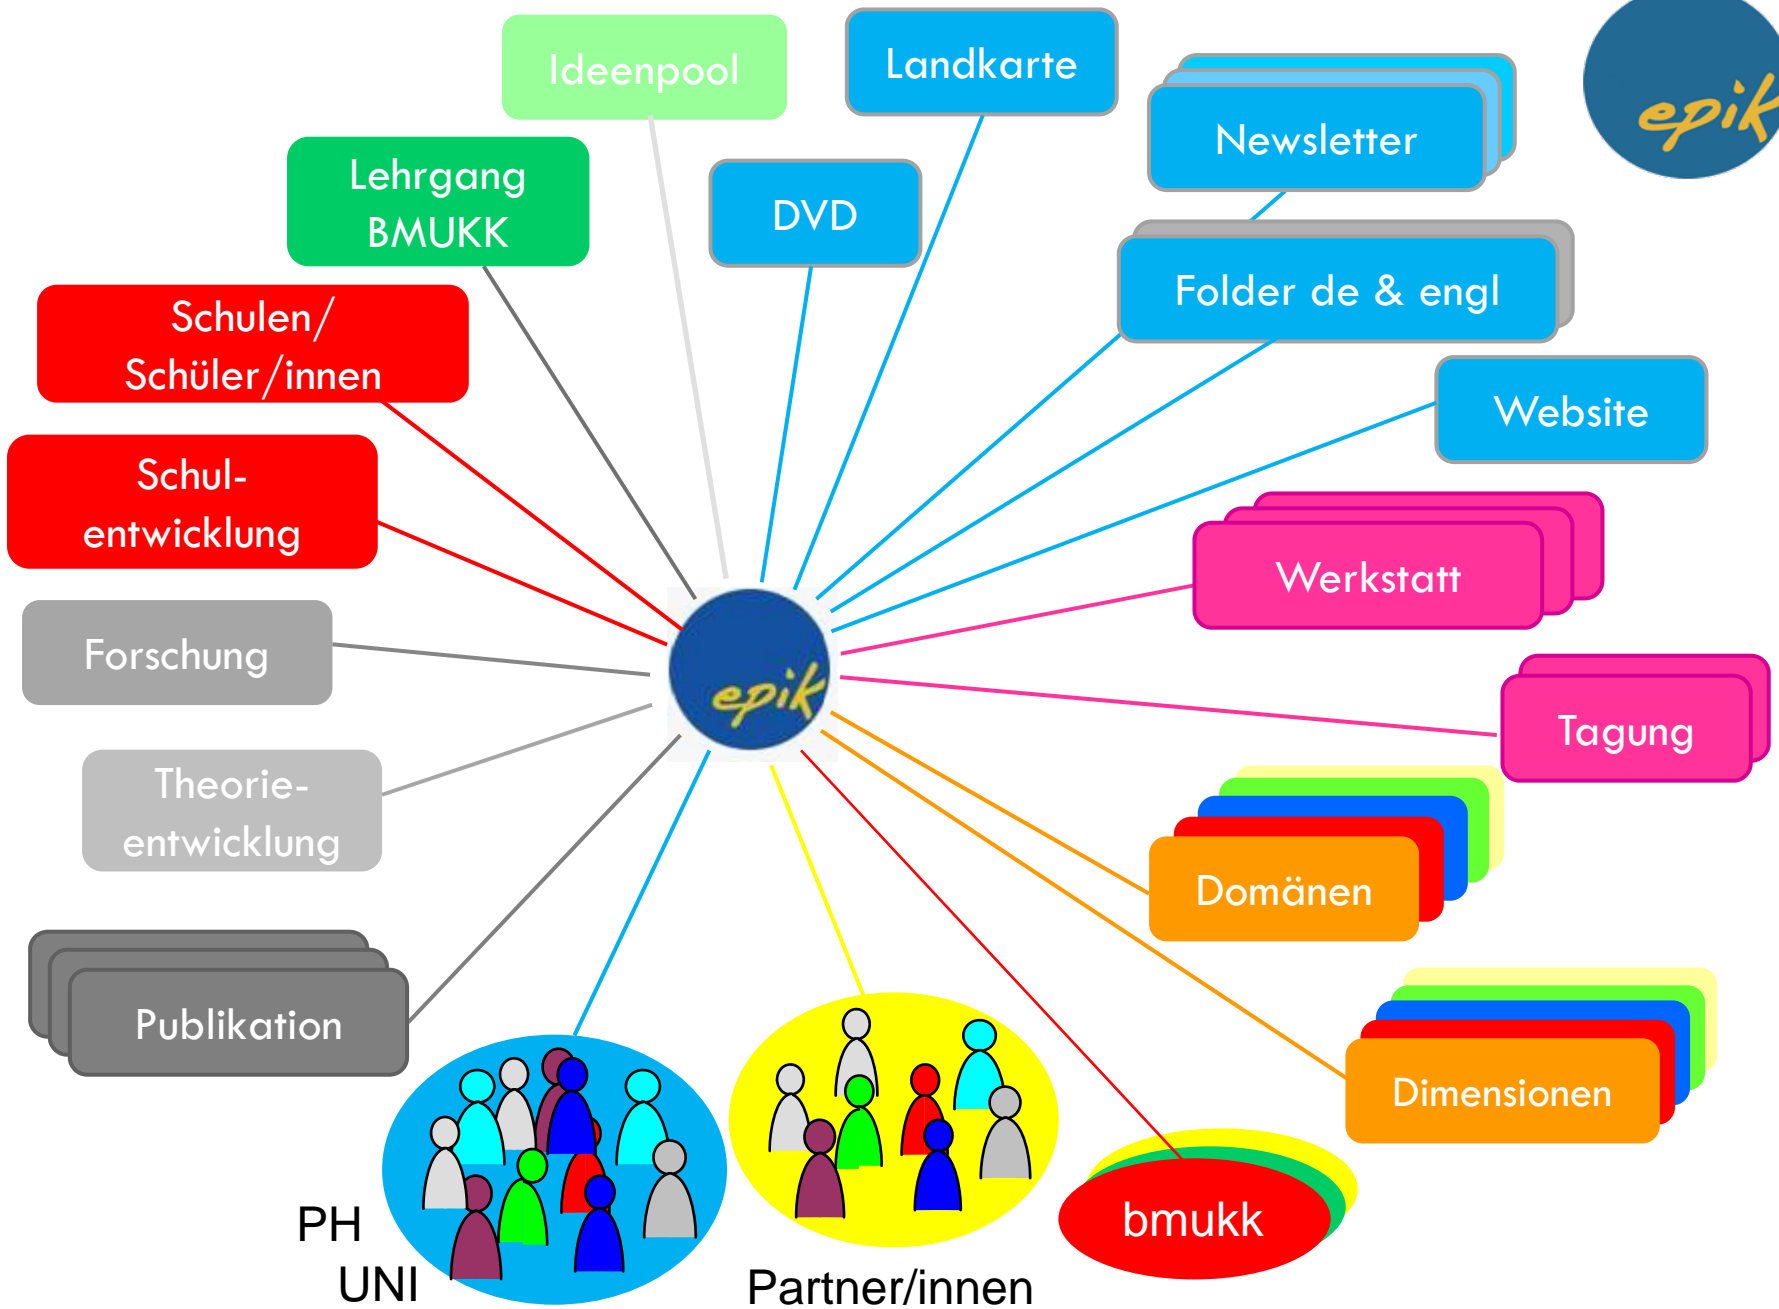 Ideenpool
Landkarte
epik
Newsletter
Lehrgang
BMUKK
DVD
Folder de & engl
Schulen/
Schüler/innen
Website
Schul-
entwicklung
Werkstatt
Forschung
epik
Tagung
Theorie-
entwicklung
Domänen
Publikation
Dimensionen
PH
UNI
Partner/innen
bmukk